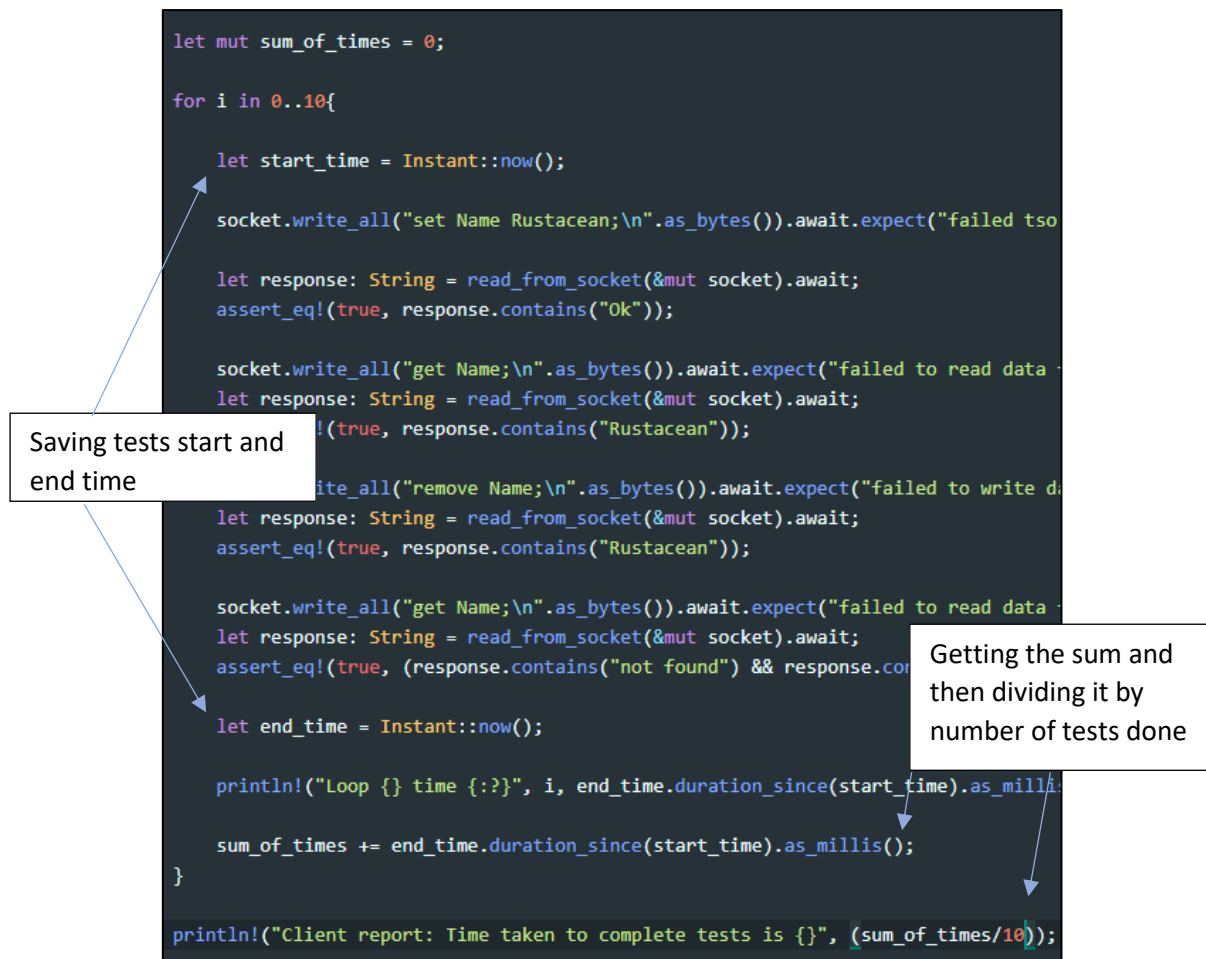 let mut sum_of_times = 0;
for i in 0..10{
let start_time = Instant::now();
socket.write_all("set Name Rustacean;\n".as_bytes()).await.expect("failed tso
let response: String = read_from_socket(&mut socket).await;
assert_eq!(true, response.contains("Ok"));
socket.write_all("get Name;\n".as_bytes()).await.expect("failed to read data
let response: String = read_from_socket(&mut socket).await;
!(true, response.contains("Rustacean"));
Saving tests start and
end time
ite_all("remove Name;\n".as_bytes()).await.expect("failed to write d
let response: String = read_from_socket(&mut socket).await;
assert_eq!(true, response.contains("Rustacean"));
socket.write_all("get Name;\n".as_bytes()).await.expect("failed to read data
let response: String = read_from_socket(&mut socket).await;
assert_eq!(true, (response.contains("not found") && response.con
Getting the sum and
then dividing it by
number of tests done
let end_time = Instant::now();
println!("Loop {} time {:?}", i, end_time.duration_since(start_time).as_millis
sum_of_times += end_time.duration_since(start_time).as_millis();
}
println!("Client report: Time taken to complete tests is {}", (sum_of_times/10));